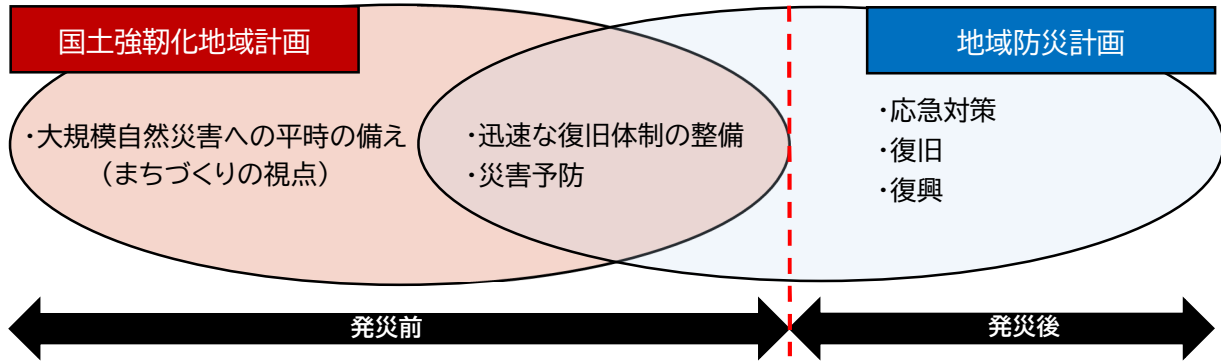 国土強靭化地域計画
地域防災計画
・大規模自然災害への平時の備え
（まちづくりの視点）
・迅速な復旧体制の整備
・災害予防
・応急対策
・復旧
・復興
発災前
発災後